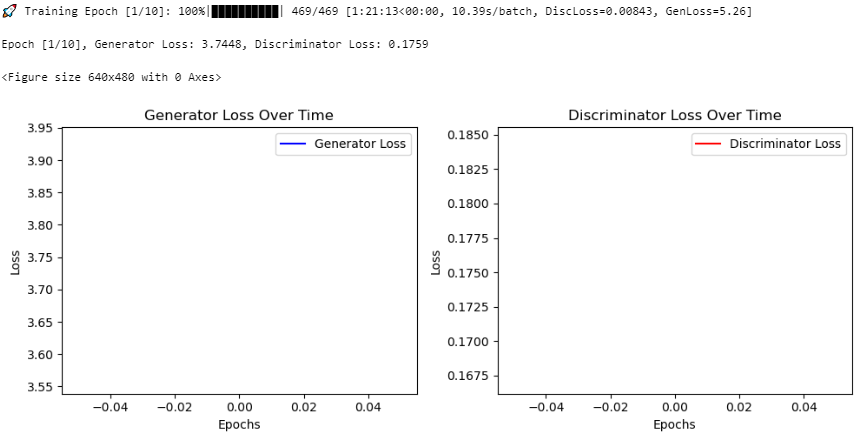 🚀 Training Epoch [1/10]: 100%|██████████| 469/469 [1:21:13<00:00, 10.39s/batch, DiscLoss=0.00843, GenLoss=5.26]
Epoch [1/10], Generator Loss: 3.7448, Discriminator Loss: 0.1759
<Figure size 640x480 with 0 Axes>
Generator Loss Over Time
Generator Loss
Loss
3.95
3.90
3.85
3.80
3.75
3.70
3.65
3.60
3.55
−0.04 −0.02 0.00 0.02 0.04
Epochs
Discriminator Loss Over Time
Discriminator Loss
Loss
0.1850
0.1825
0.1800
0.1775
0.1750
0.1725
0.1700
0.1675
−0.04 −0.02 0.00 0.02 0.04
Epochs